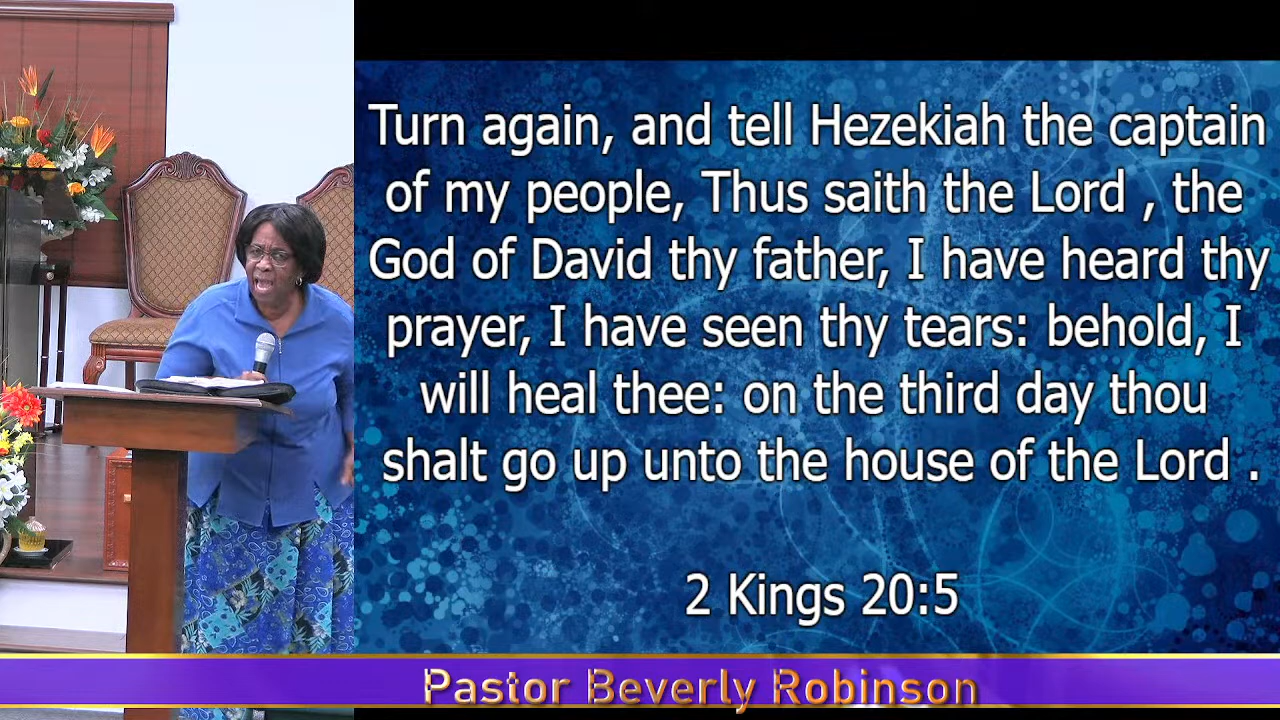 Turn again, and tell Hezekiah the captain
of my people, Thus saith the Lord , the
God of David thy father, I have heard thy
prayer, I have seen thy tears: behold, I
will heal thee: on the third day thou
shalt go up unto the house of the Lord .
2 Kings 20:5
Pastor Beverly Robinson